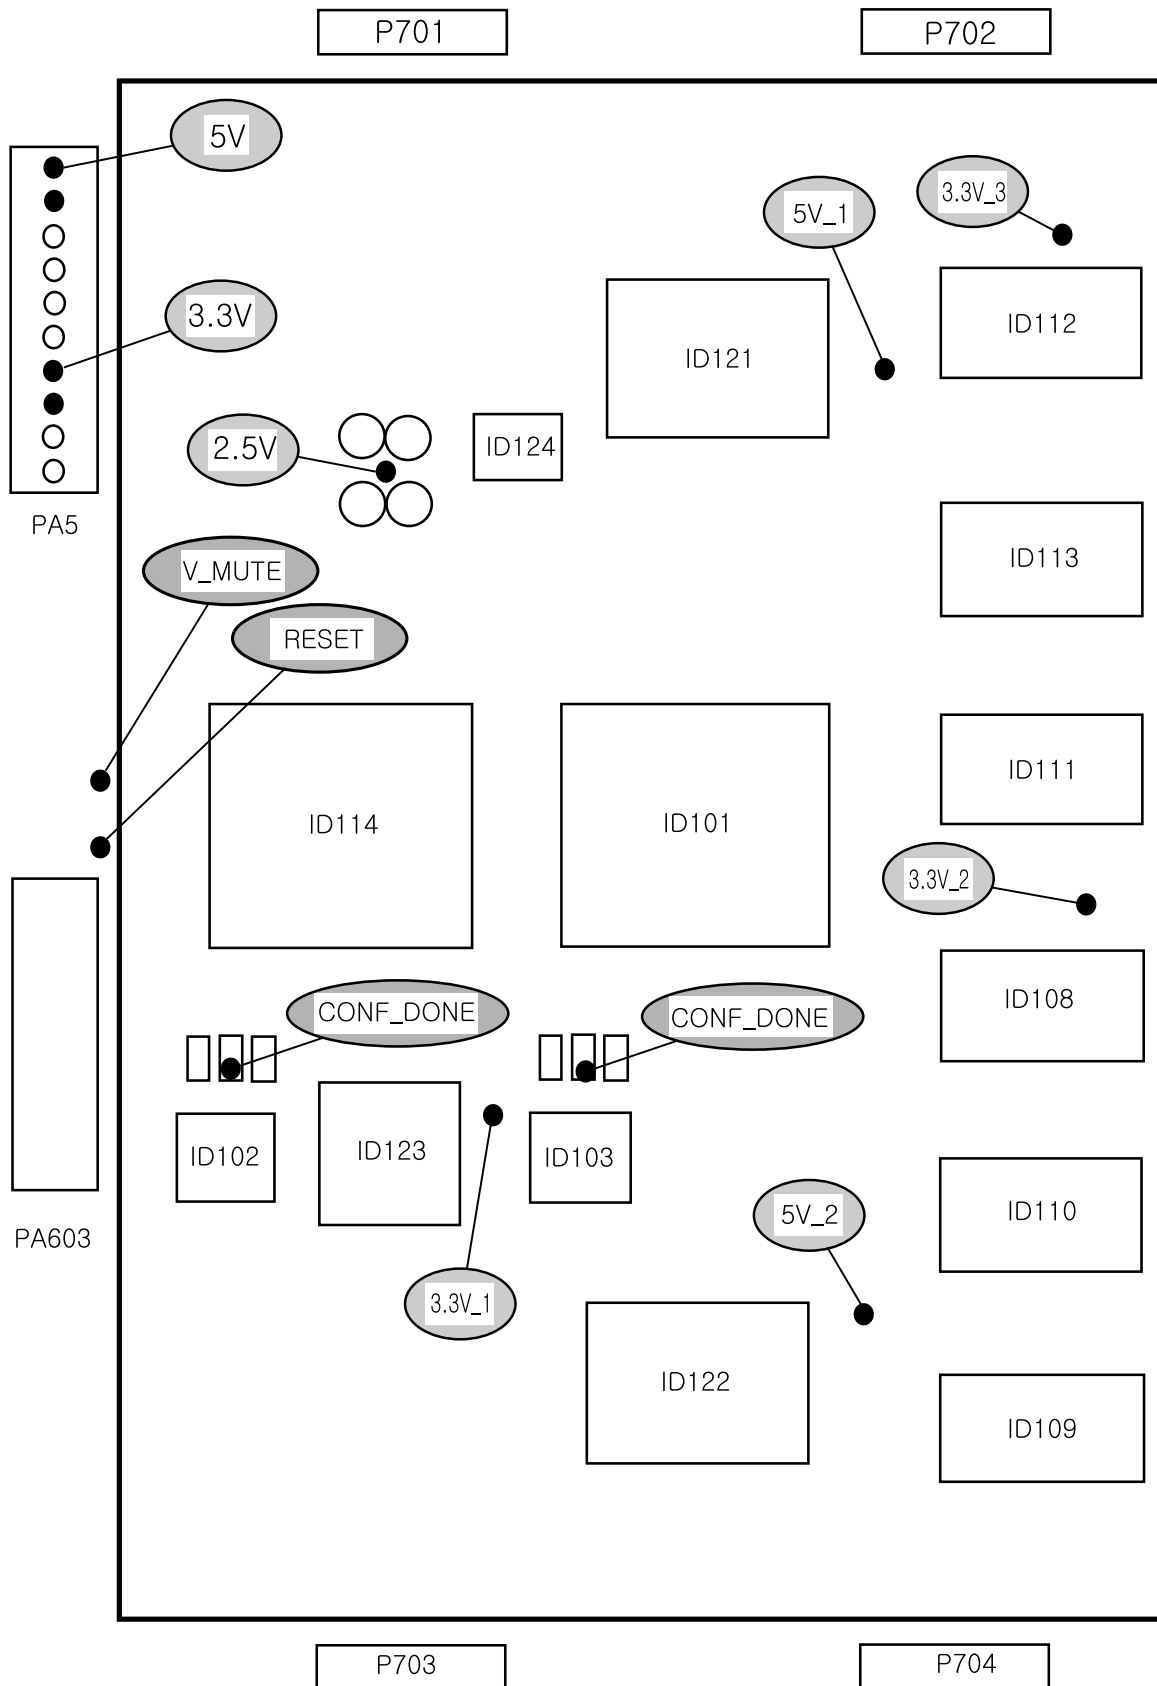 P701
P702
5V
5V_1
3.3V_3
3.3V
ID112
ID121
2.5V
ID124
PA5
V_MUTE
ID113
RESET
ID114
ID101
ID111
3.3V_2
CONF_DONE
CONF_DONE
ID108
ID102
ID123
ID103
5V_2
ID110
PA603
3.3V_1
ID122
ID109
P703
P704